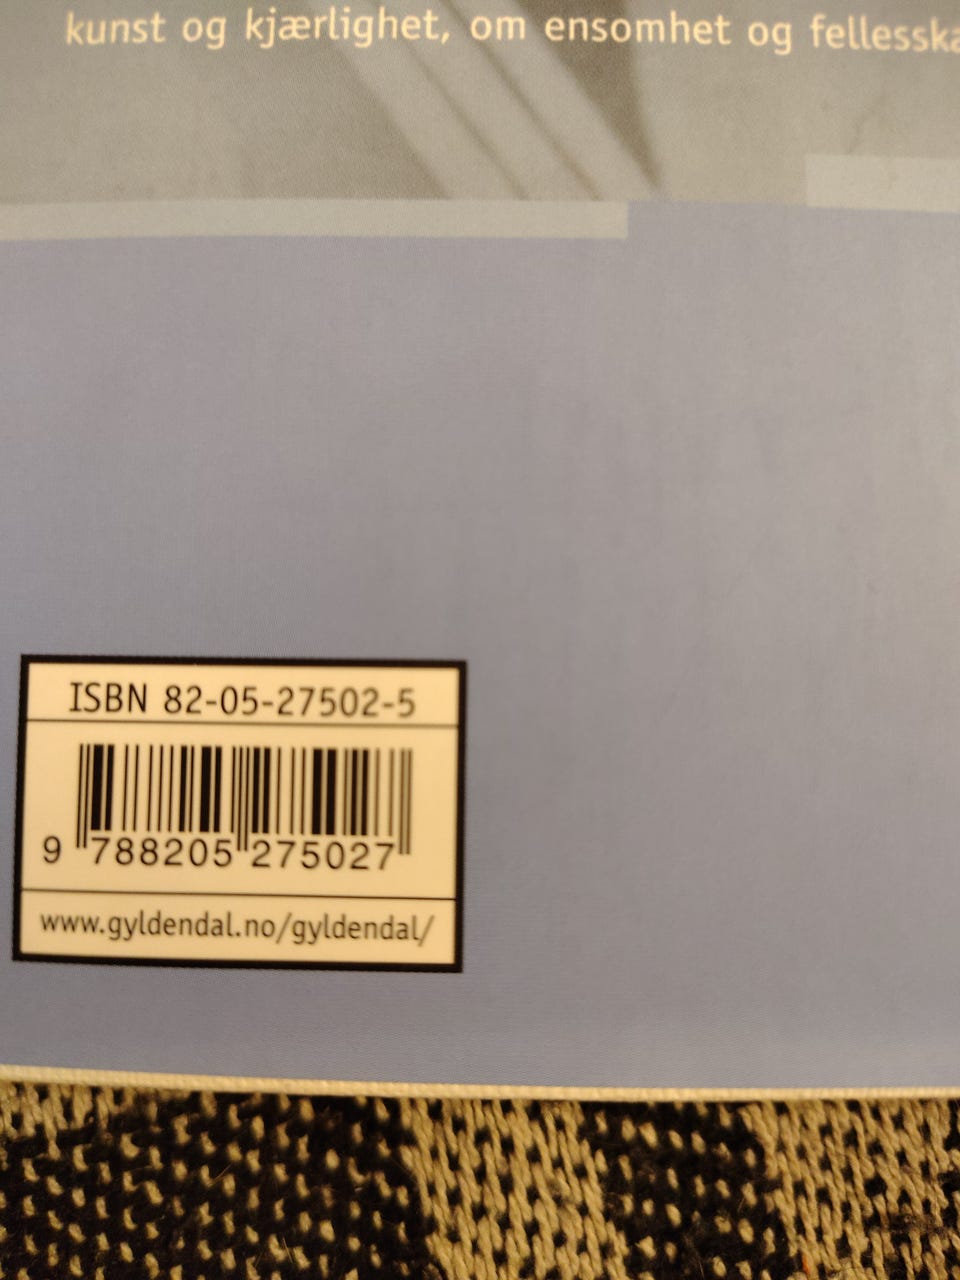 kunst og kjærlighet, om ensomhet og fellesska
ISBN 82-05-27502-5
9 788205 275027
www.gyldendal.no/gyldendal/